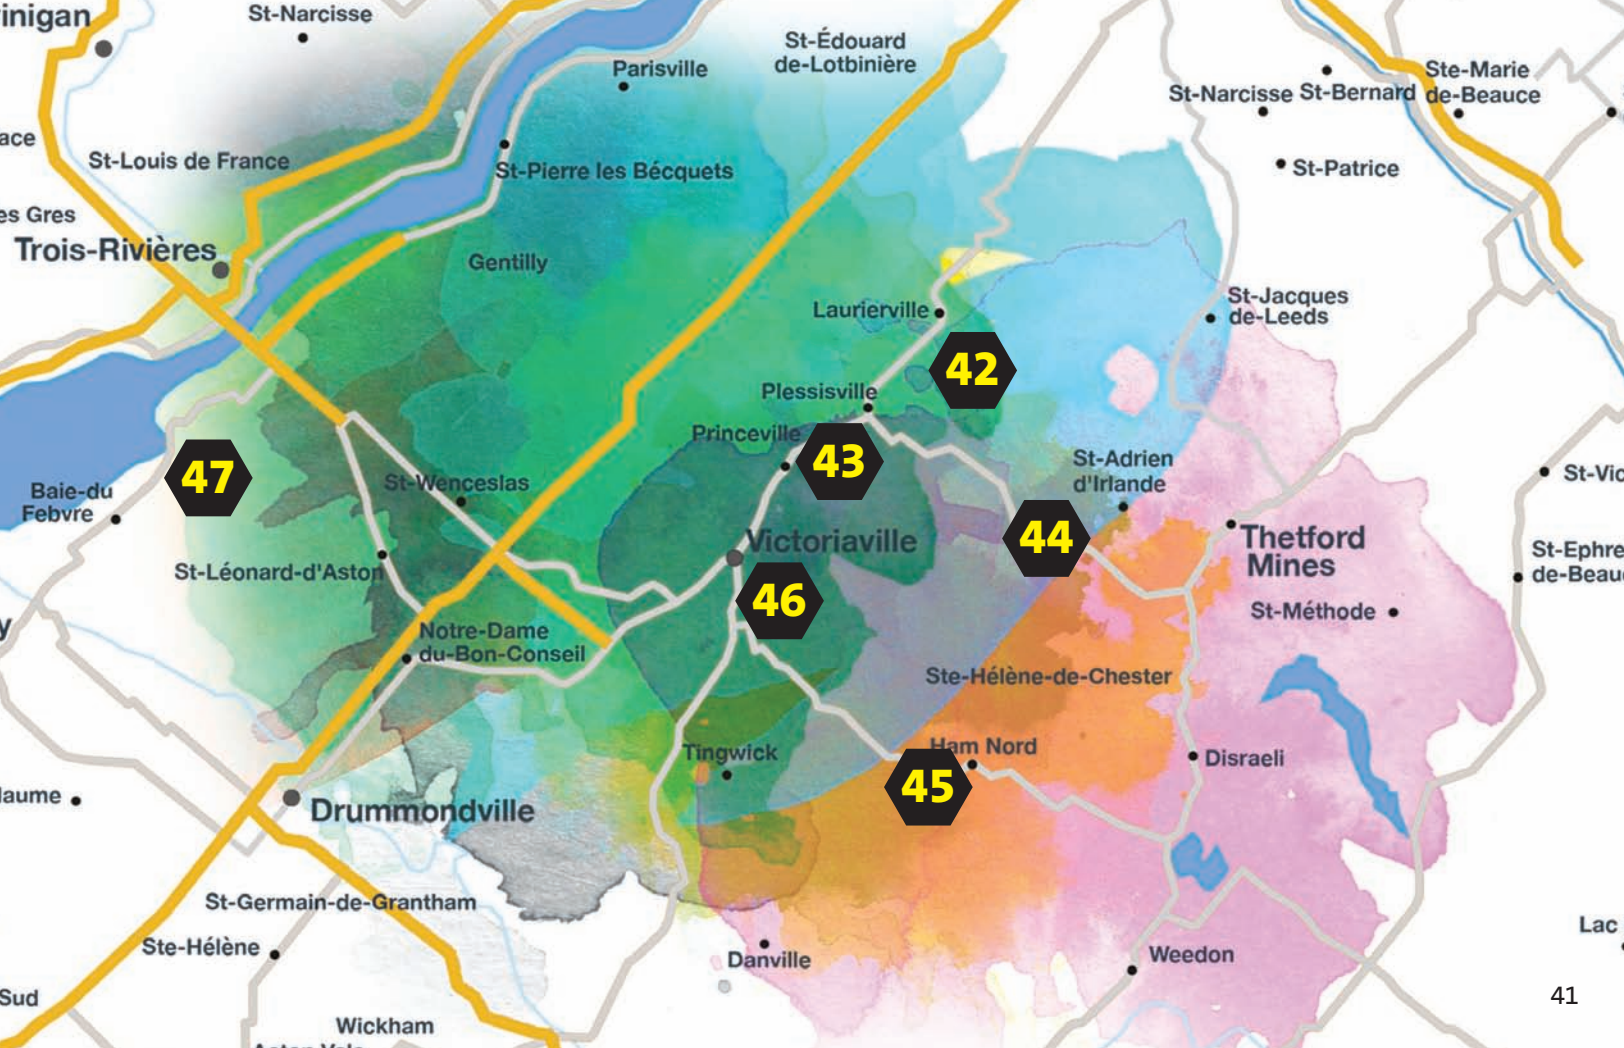 inigan
St-Narcisse
St-Édouard
de-Lotbinière
Parisville
Ste-Marie
de-Beauce
St-Narcisse
St-Bernard
ace
St-Louis de France
St-Pierre les Bécquets
St-Patrice
es Gres
Trois-Rivières
Gentilly
Laurierville
St-Jacques
de-Leeds
42
Plessisville
Princeville
43
47
St-Wenceslas
St-Adrien
d'Irlande
St-Vic
Baie-du
Febvre
Victoriaville
44
Thetford
Mines
St-Ephre
de-Beau
St-Léonard-d'Aston
46
St-Méthode
y
Notre-Dame
du-Bon-Conseil
Ste-Hélène-de-Chester
Tingwick
Ham Nord
Disraeli
45
laume
Drummondville
St-Germain-de-Grantham
Lac
Ste-Hélène
Danville
Weedon
Sud
41
Wickham